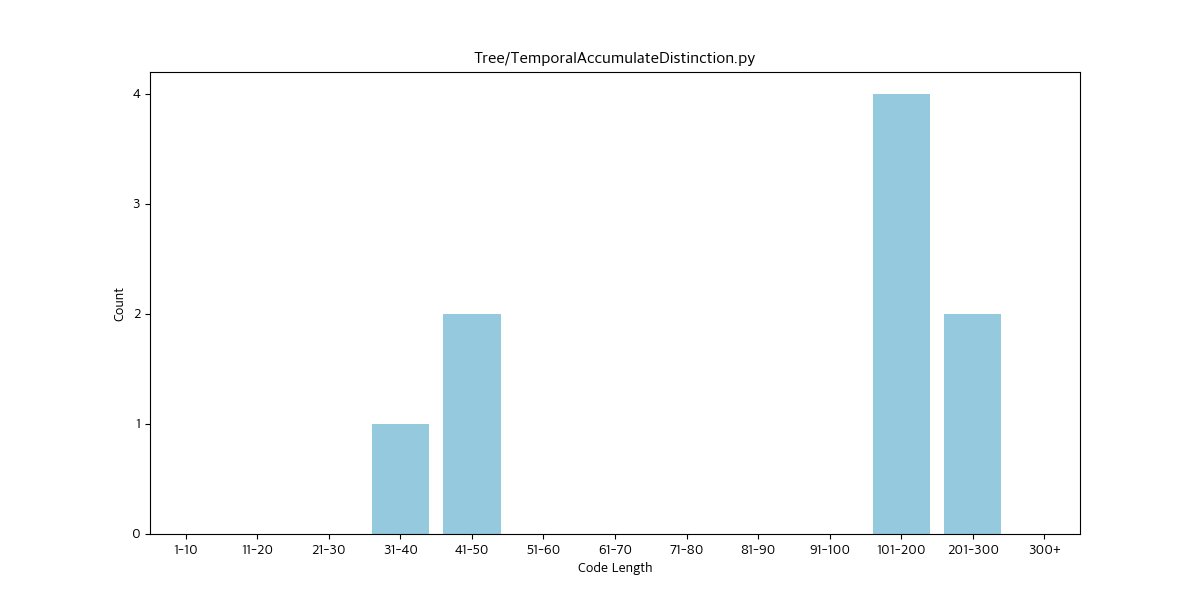 Tree/TemporalAccumulateDistinction.py
Count
4
3
2
1
0
1-10 11-20 21-30 31-40 41-50 51-60 61-70 71-80 81-90 91-100 101-200 201-300 300+
Code Length